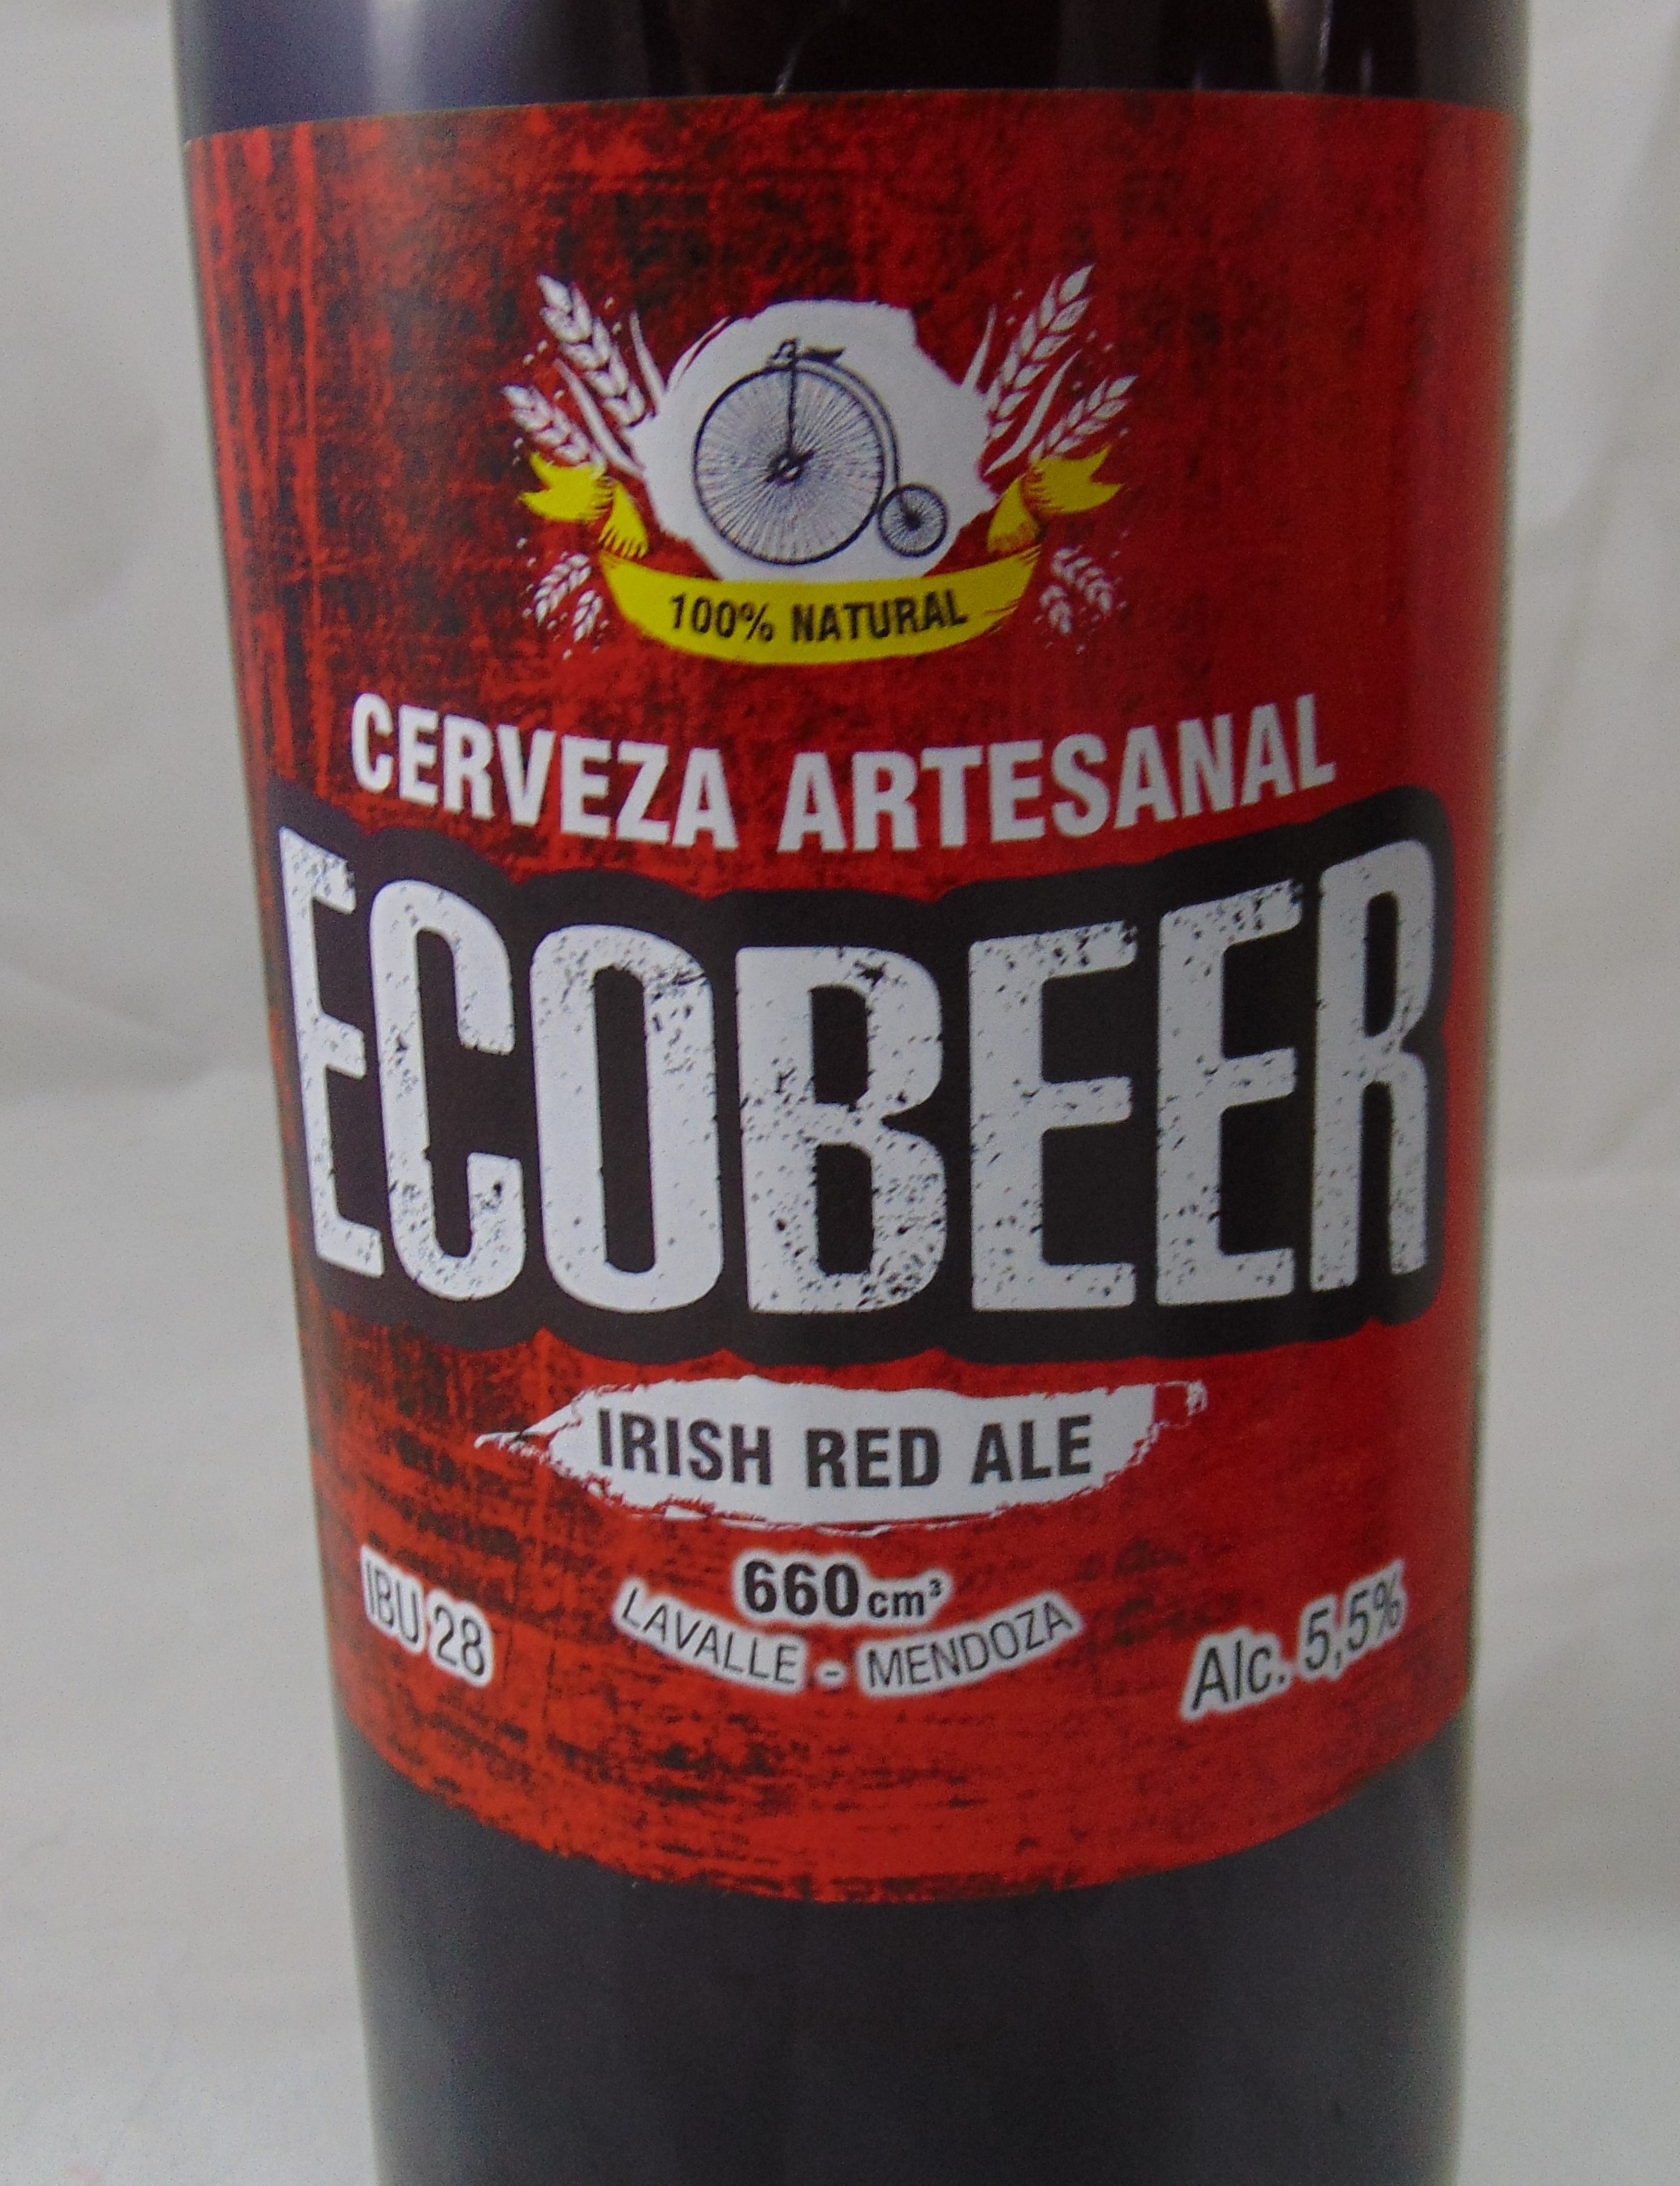 100% NATURAL
CERVEZA ARTESANAL
ECOBEER
IRISH RED ALE
660cm³
IBU 28
LAVALLE - MENDOZA
Alc. 5,5%